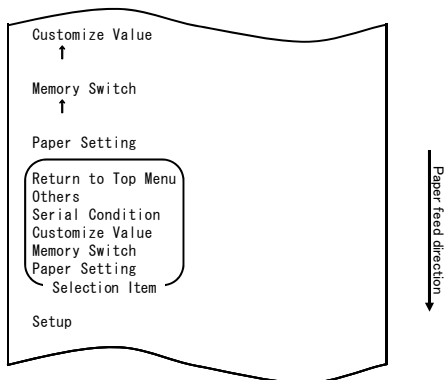 Customize Value
↑
Memory Switch
↑
Paper Setting
Return to Top Menu
Others
Serial Condition
Customize Value
Memory Switch
Paper Setting
Selection Item
Setup
Paper feed direction